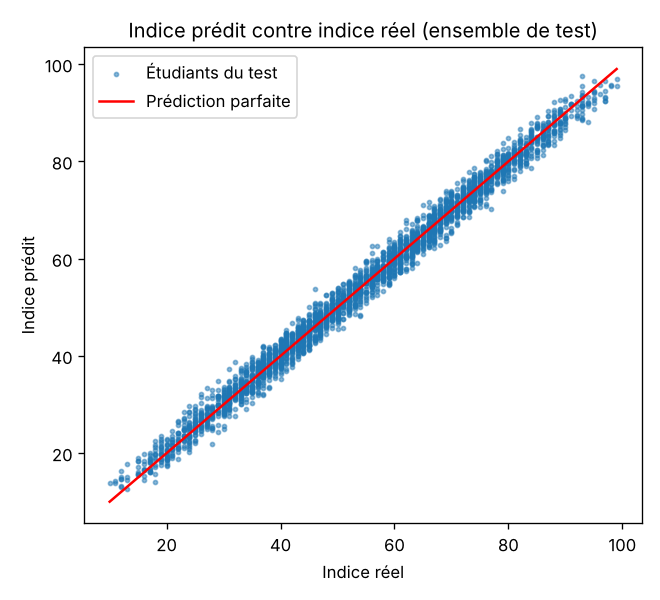 Indice prédit contre indice réel (ensemble de test)
Étudiants du test
Prédiction parfaite
100
80
60
40
20
Indice prédit
20 40 60 80 100
Indice réel